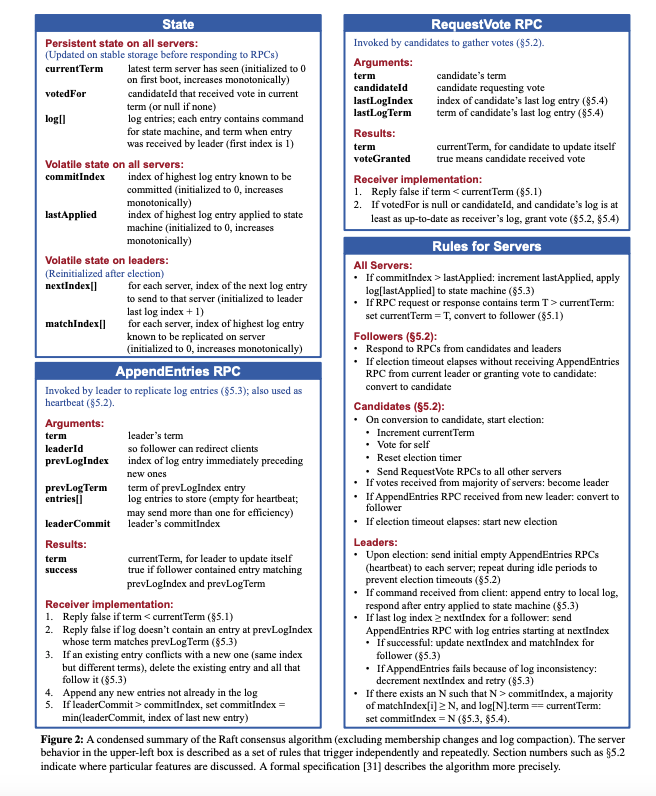 State
Persistent state on all servers:
(Updated on stable storage before responding to RPCs)
currentTerm latest term server has seen (initialized to 0
on first boot, increases monotonically)
votedFor candidateId that received vote in current
term (or null if none)
log[] log entries; each entry contains command
for state machine, and term when entry
was received by leader (first index is 1)
Volatile state on all servers:
commitIndex index of highest log entry known to be
committed (initialized to 0, increases
monotonically)
lastApplied index of highest log entry applied to state
machine (initialized to 0, increases
monotonically)
Volatile state on leaders:
(Reinitialized after election)
nextIndex[] for each server, index of the next log entry
to send to that server (initialized to leader
last log index + 1)
matchIndex[] for each server, index of highest log entry
known to be replicated on server
(initialized to 0, increases monotonically)
AppendEntries RPC
Invoked by leader to replicate log entries (§5.3); also used as
heartbeat (§5.2).
Arguments:
term leader's term
leaderId so follower can redirect clients
prevLogIndex index of log entry immediately preceding
new ones
prevLogTerm term of prevLogIndex entry
entries[] log entries to store (empty for heartbeat;
may send more than one for efficiency)
leaderCommit leader's commitIndex
Results:
term currentTerm, for leader to update itself
success true if follower contained entry matching
prevLogIndex and prevLogTerm
Receiver implementation:
1. Reply false if term < currentTerm (§5.1)
2. Reply false if log doesn't contain an entry at prevLogIndex
whose term matches prevLogTerm (§5.3)
3. If an existing entry conflicts with a new one (same index
but different terms), delete the existing entry and all that
follow it (§5.3)
4. Append any new entries not already in the log
5. If leaderCommit > commitIndex, set commitIndex =
min(leaderCommit, index of last new entry)
RequestVote RPC
Invoked by candidates to gather votes (§5.2).
Arguments:
term candidate's term
candidateId candidate requesting vote
lastLogIndex index of candidate's last log entry (§5.4)
lastLogTerm term of candidate's last log entry (§5.4)
Results:
term currentTerm, for candidate to update itself
voteGranted true means candidate received vote
Receiver implementation:
1. Reply false if term < currentTerm (§5.1)
2. If votedFor is null or candidateId, and candidate's log is at
least as up-to-date as receiver's log, grant vote (§5.2, §5.4)
Rules for Servers
All Servers:
• If commitIndex > lastApplied: increment lastApplied, apply
log[lastApplied] to state machine (§5.3)
• If RPC request or response contains term T > currentTerm:
set currentTerm = T, convert to follower (§5.1)
Followers (§5.2):
• Respond to RPCs from candidates and leaders
• If election timeout elapses without receiving AppendEntries
RPC from current leader or granting vote to candidate:
convert to candidate
Candidates (§5.2):
• On conversion to candidate, start election:
• Increment currentTerm
• Vote for self
• Reset election timer
• Send RequestVote RPCs to all other servers
• If votes received from majority of servers: become leader
• If AppendEntries RPC received from new leader: convert to
follower
• If election timeout elapses: start new election
Leaders:
• Upon election: send initial empty AppendEntries RPCs
(heartbeat) to each server; repeat during idle periods to
prevent election timeouts (§5.2)
• If command received from client: append entry to local log,
respond after entry applied to state machine (§5.3)
• If last log index ≥ nextIndex for a follower: send
AppendEntries RPC with log entries starting at nextIndex
• If successful: update nextIndex and matchIndex for
follower (§5.3)
• If AppendEntries fails because of log inconsistency:
decrement nextIndex and retry (§5.3)
• If there exists an N such that N > commitIndex, a majority
of matchIndex[i] ≥ N, and log[N].term == currentTerm:
set commitIndex = N (§5.3, §5.4).
Figure 2: A condensed summary of the Raft consensus algorithm (excluding membership changes and log compaction). The server
behavior in the upper-left box is described as a set of rules that trigger independently and repeatedly. Section numbers such as §5.2
indicate where particular features are discussed. A formal specification [31] describes the algorithm more precisely.